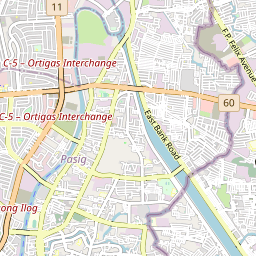 11
F.P. Felix Avenue
C-5 – Ortigas Interchange
60
C-5 – Ortigas Interchange
East Bank Road
Pasig
ong Ilog